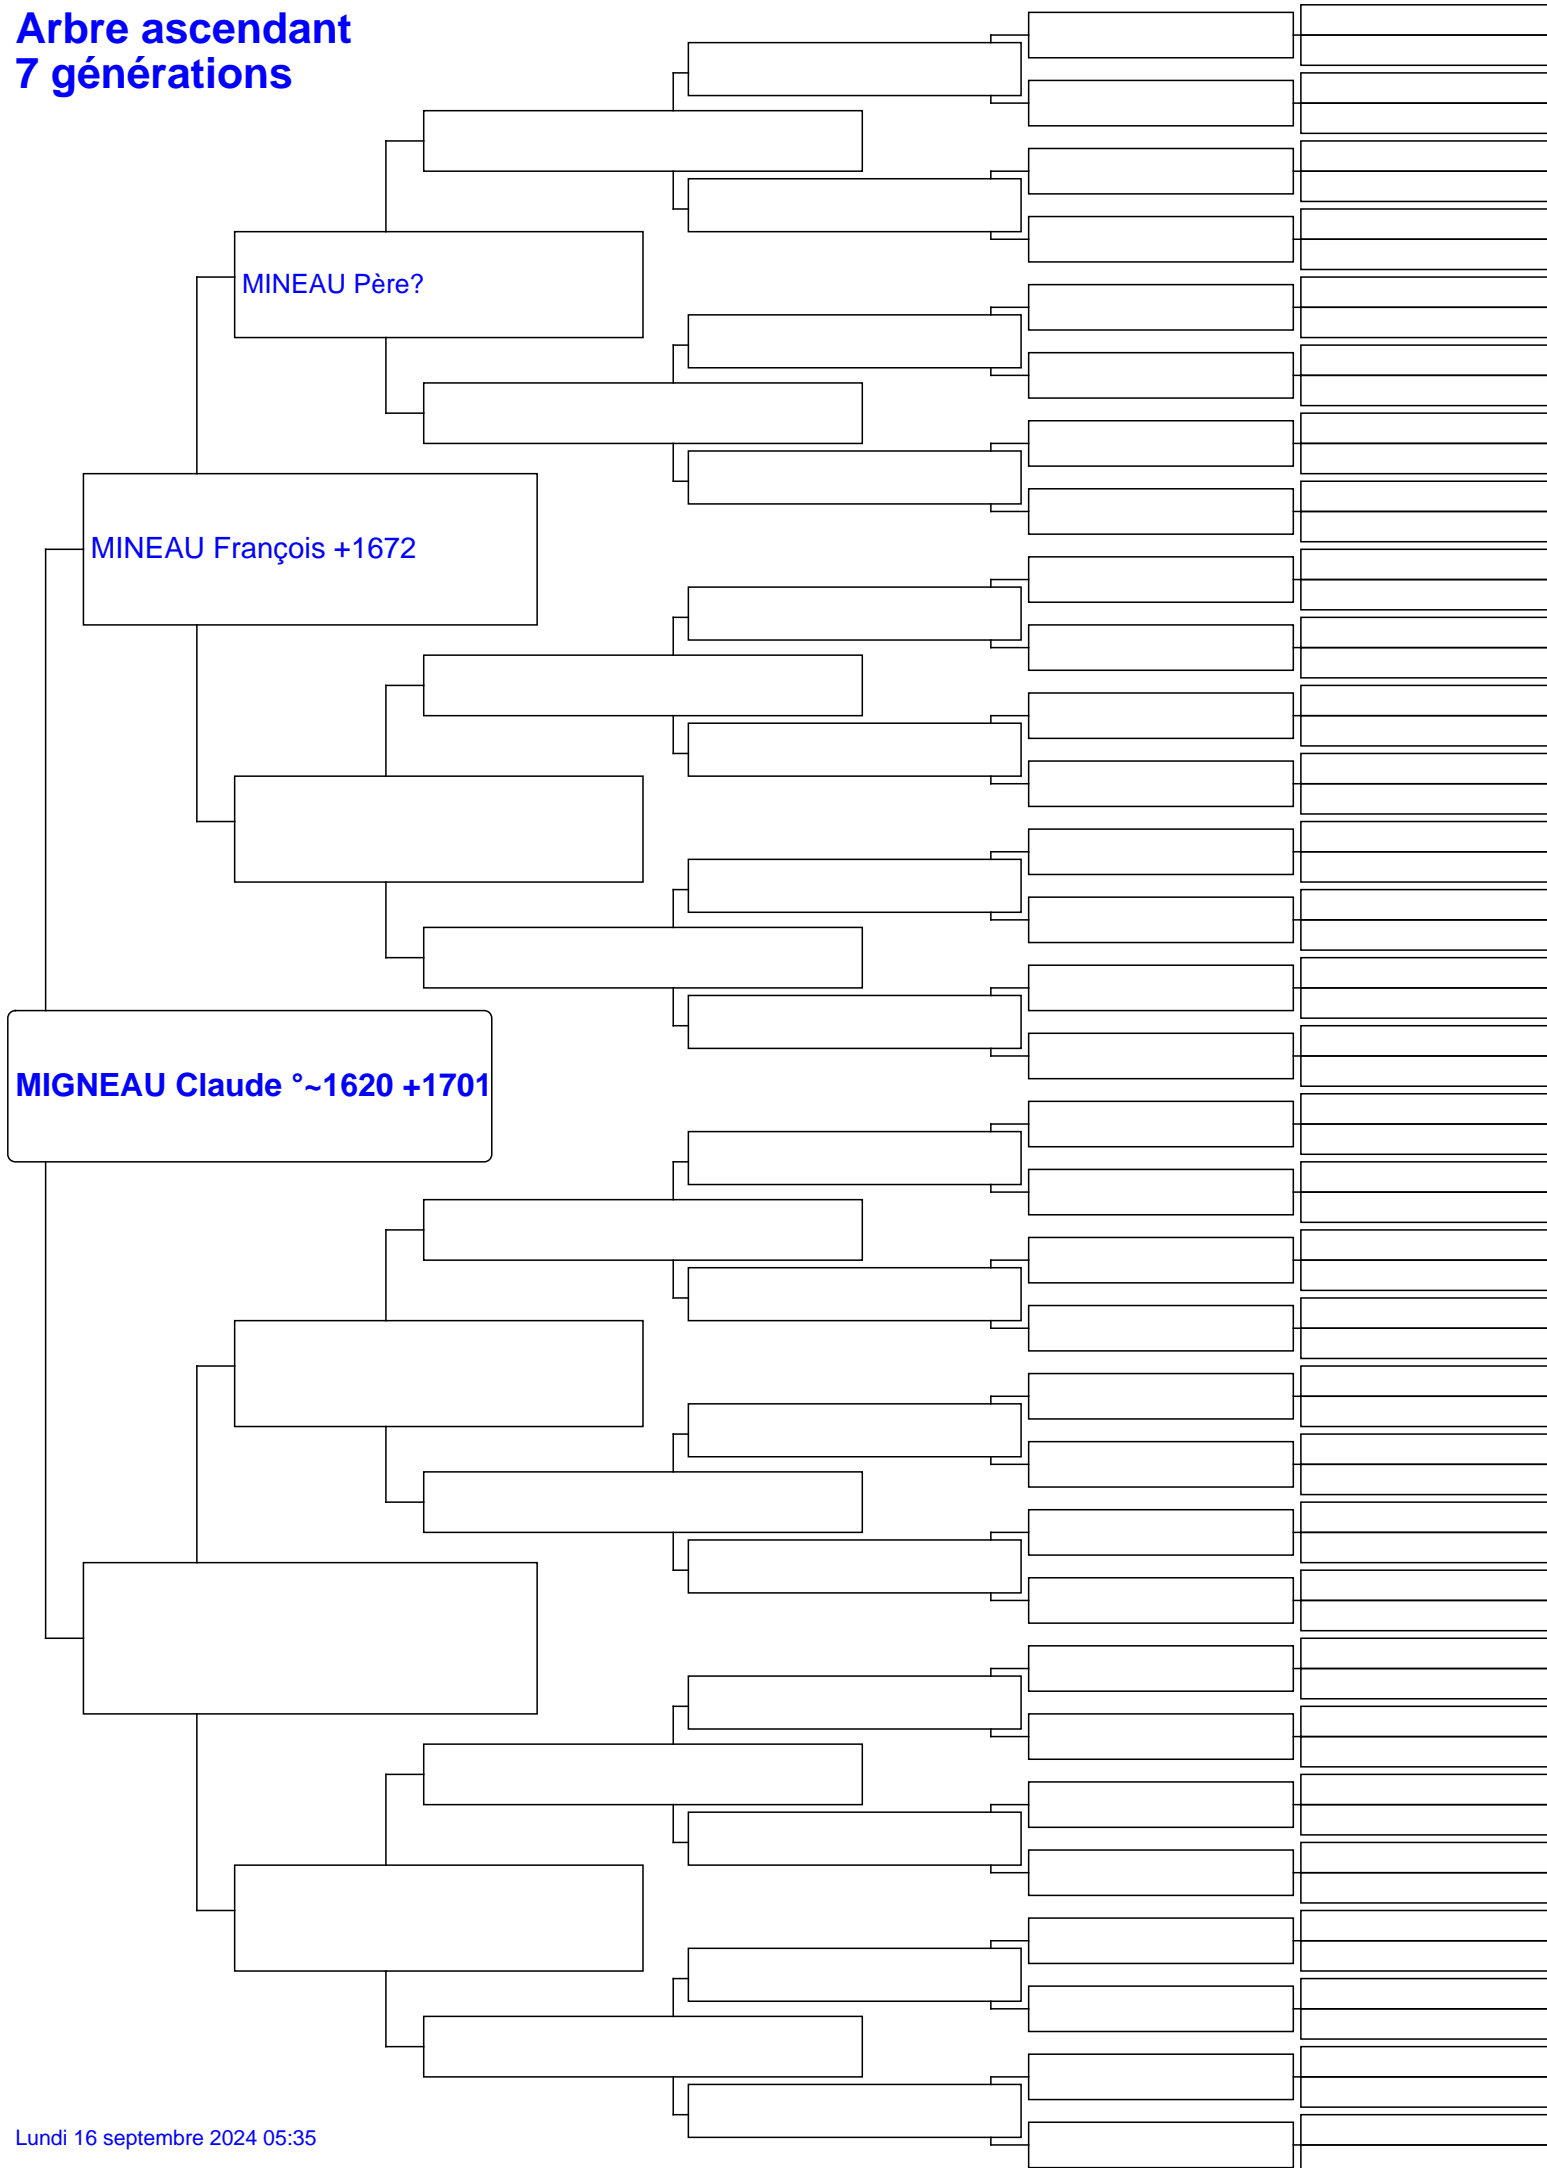 Arbre ascendant
7 générations
MINEAU Père?
MINEAU François +1672
MIGNEAU Claude °~1620 +1701
Lundi 16 septembre 2024 05:35